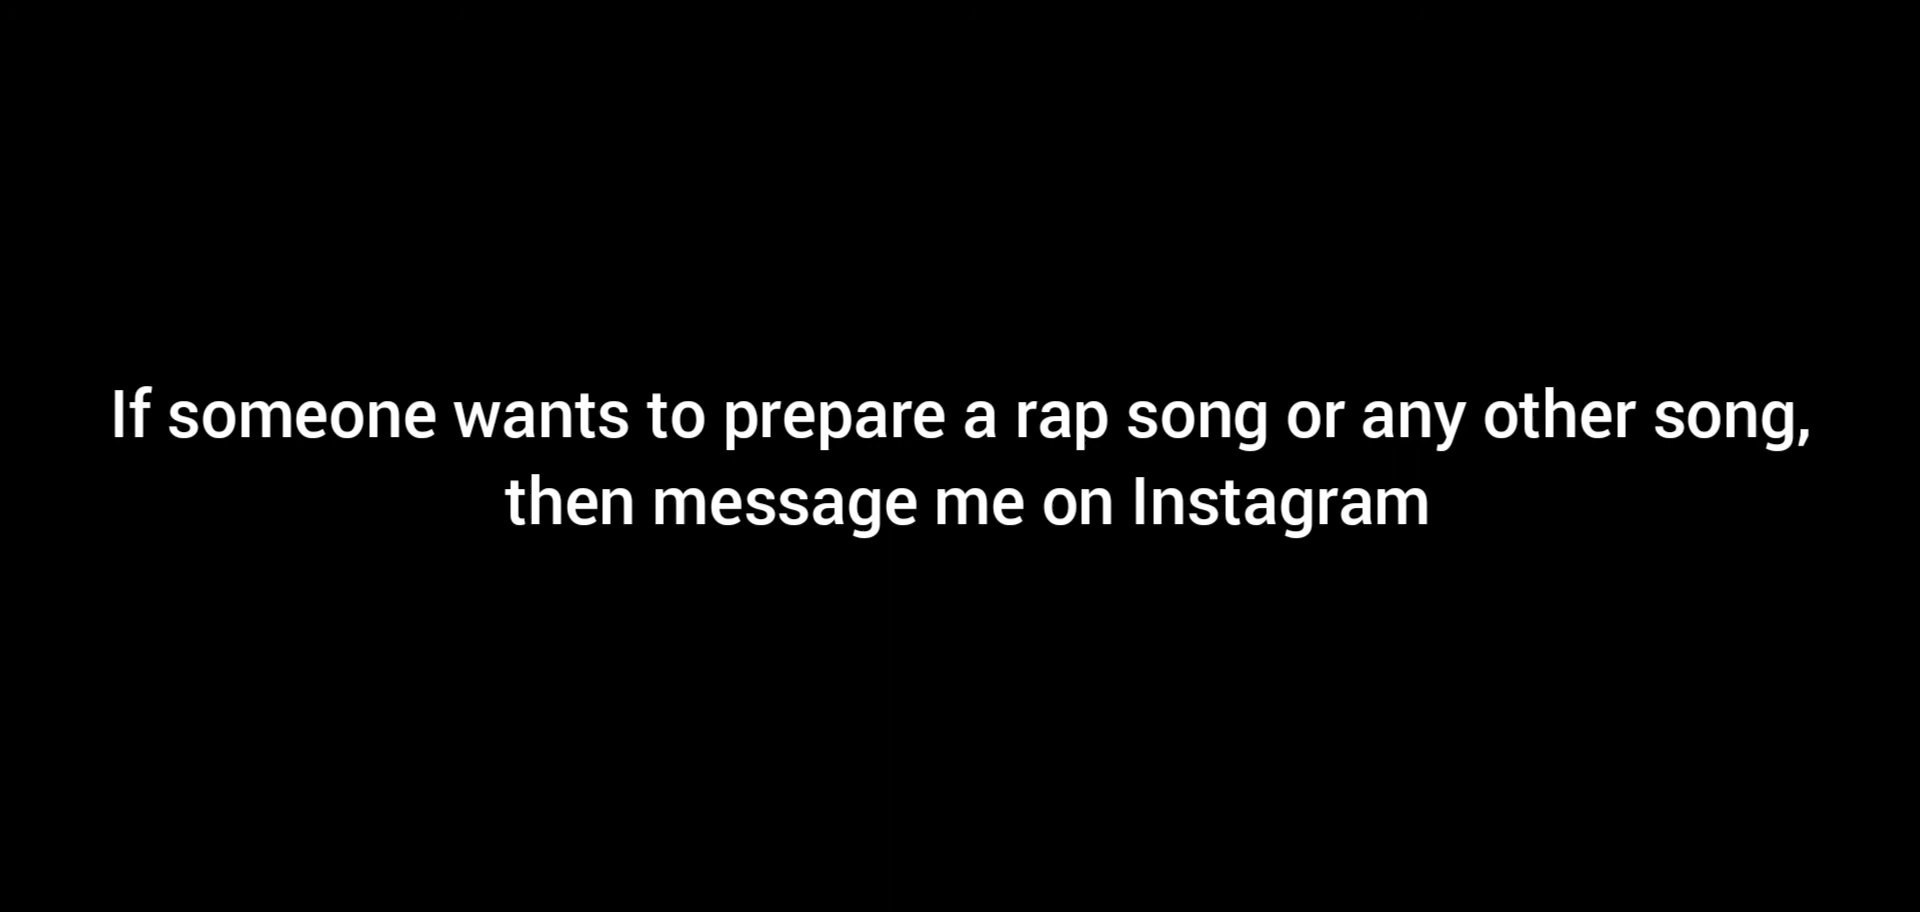 If someone wants to prepare a rap song or any other song,
then message me on Instagram